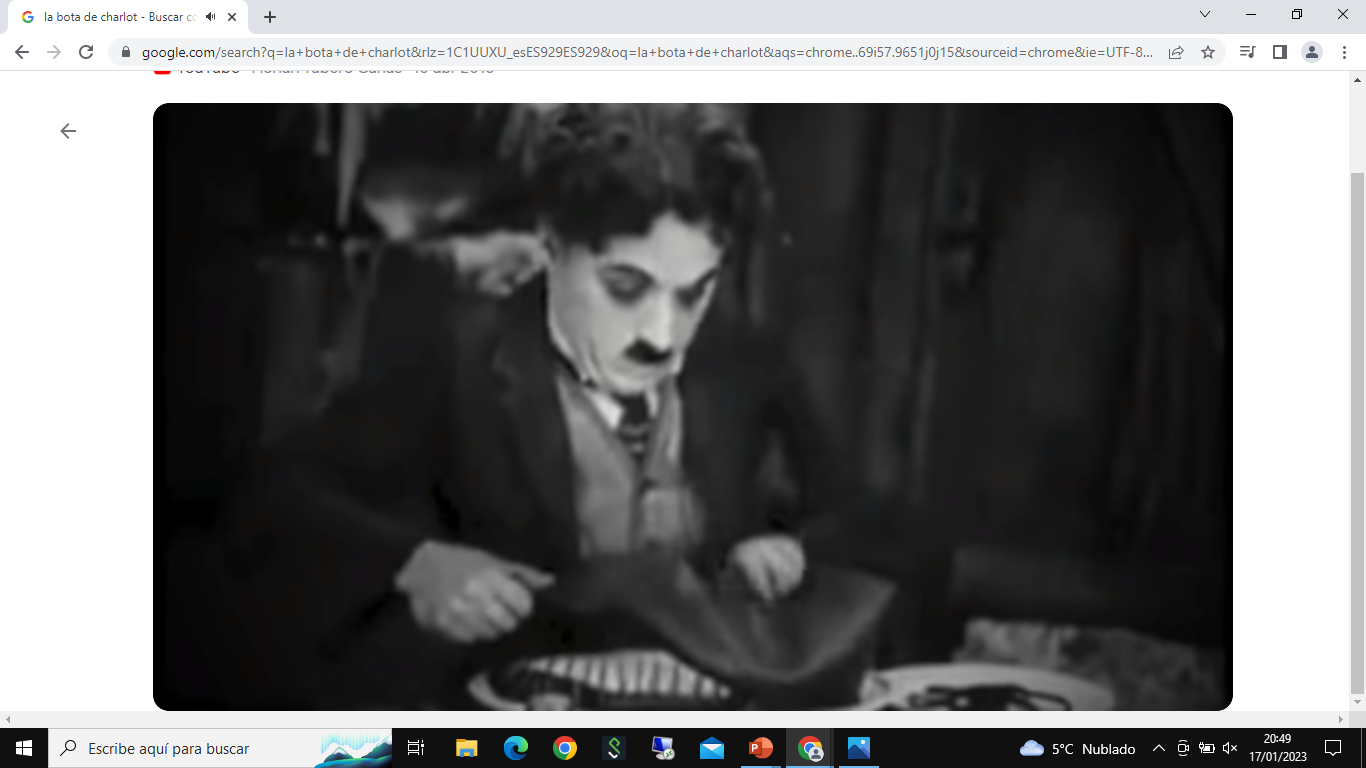 la bota de charlot - Buscar co
google.com/search?q=la+bota+de+charlot&rlz=1C1UUXU_esES929ES929&oq=la+bota+de+charlot&aqs=chrome..69i57.9651j0j15&sourceid=chrome&ie=UTF-8...
Escribe aquí para buscar
5°C Nublado
20:49
17/01/2023